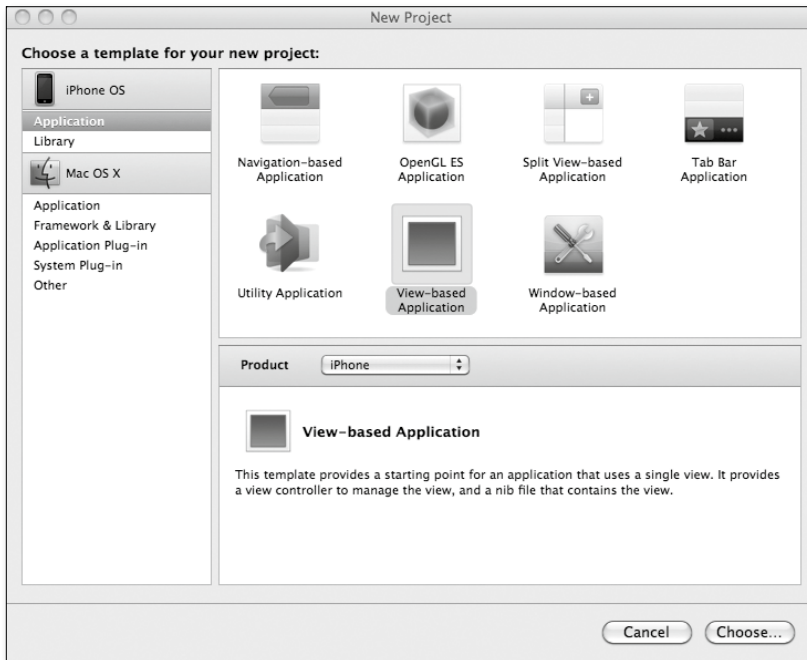 New Project
Choose a template for your new project:
iPhone OS
Application
Library
Mac OS X
Application
Framework & Library
Application Plug-in
System Plug-in
Other
Navigation-based
Application
OpenGL ES
Application
Split View-based
Application
Tab Bar
Application
Utility Application
View-based
Application
Window-based
Application
Product
iPhone
View-based Application
This template provides a starting point for an application that uses a single view. It provides
a view controller to manage the view, and a nib file that contains the view.
Cancel
Choose...